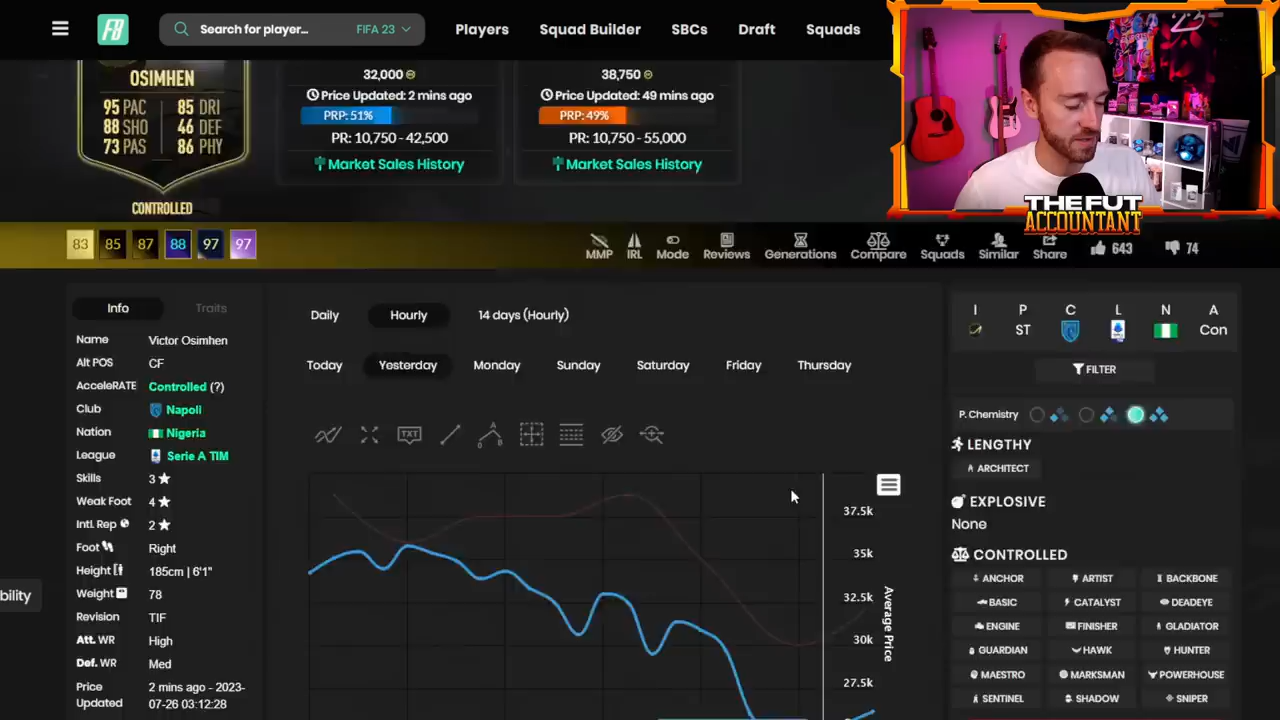 FB
Search for player...
FIFA 23
Players
Squad Builder
SBCs
Draft
Squads
OSIMHEN
95 PAC 85 DRI
88 SHO 46 DEF
73 PAS 86 PHY
CONTROLLED
32,000
Price Updated: 2 mins ago
PRP: 51%
PR: 10,750 - 42,500
Market Sales History
38,750
Price Updated: 49 mins ago
PRP: 49%
PR: 10,750 - 55,000
Market Sales History
THE FUT
ACCOUNTANT
83 85 87 88 97 97
MMP
IRL
Mode
Reviews
Generations
Compare
Squads
Similar
Share
643
74
Info
Traits
Name Victor Osimhen
Alt POS CF
AcceleRATE Controlled (?)
Club Napoli
Nation Nigeria
League Serie A TIM
Skills 3
Weak Foot 4
Intl. Rep 2
Foot Right
Height 185cm | 6'1"
Weight 78
Revision TIF
Att. WR High
Def. WR Med
Price Updated 2 mins ago - 2023-07-26 03:12:28
bility
Daily
Hourly
14 days (Hourly)
Today
Yesterday
Monday
Sunday
Saturday
Friday
Thursday
TXT
37.5k
35k
32.5k
30k
27.5k
Average Price
I P C L N A
ST
Con
FILTER
P. Chemistry
LENGTHY
ARCHITECT
EXPLOSIVE
None
CONTROLLED
ANCHOR ARTIST BACKBONE
BASIC CATALYST DEADEYE
ENGINE FINISHER GLADIATOR
GUARDIAN HAWK HUNTER
MAESTRO MARKSMAN POWERHOUSE
SENTINEL SHADOW SNIPER